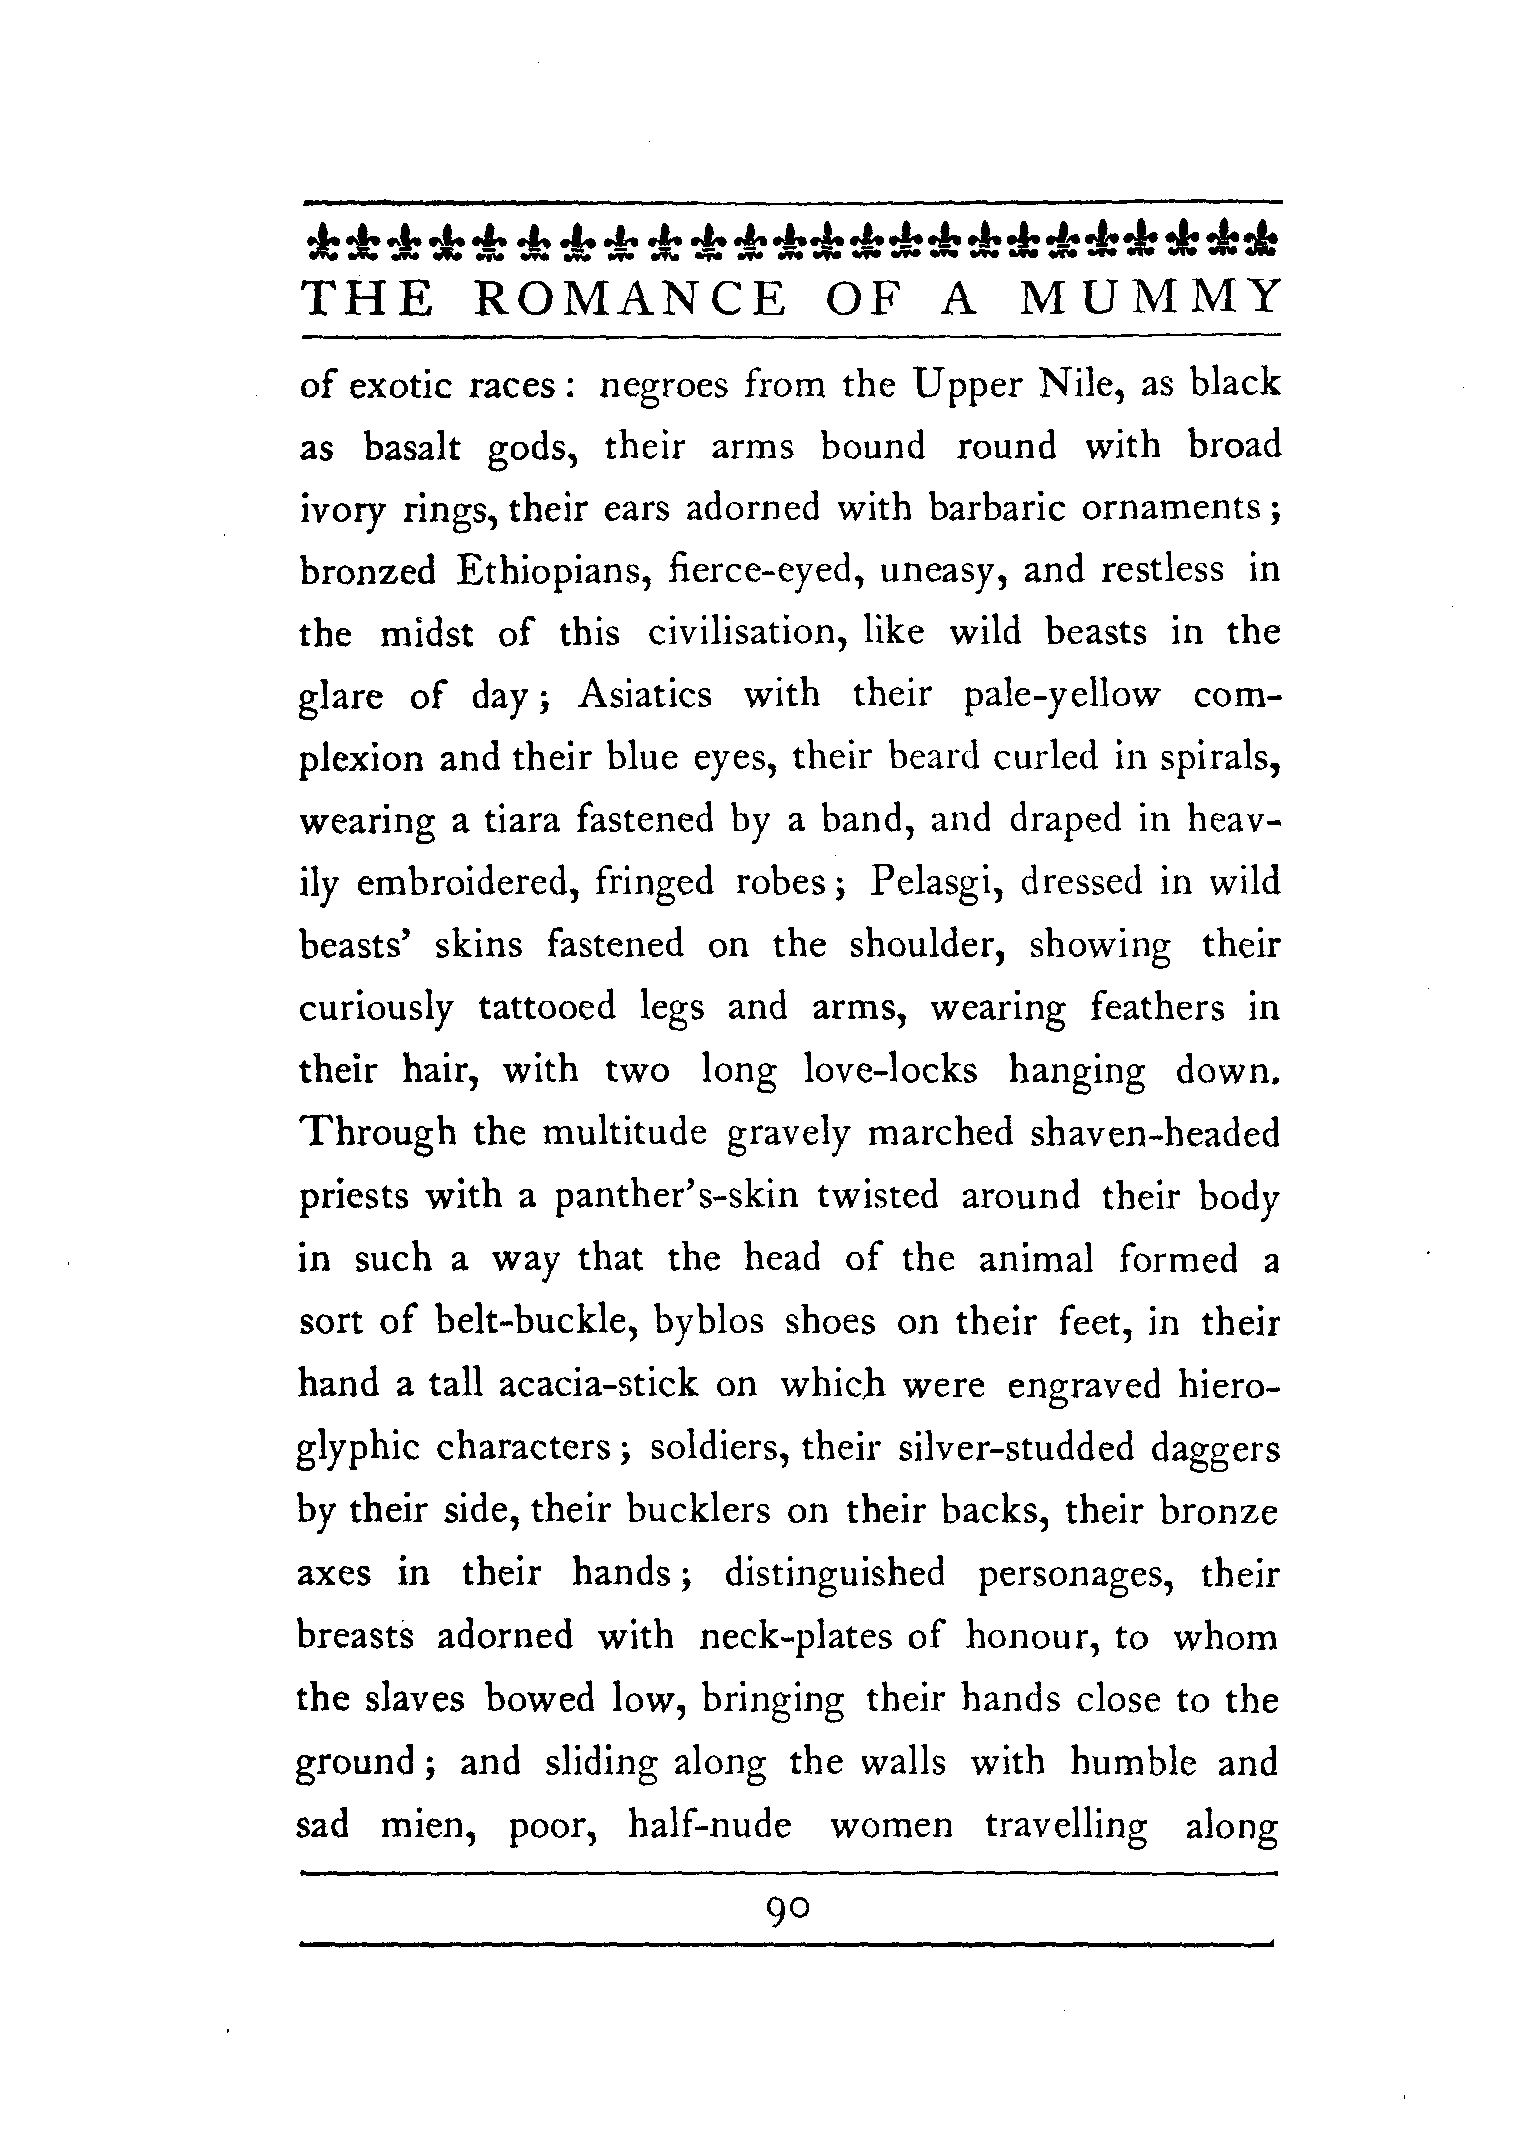 THE ROMANCE OF A MUMMY
of exotic races : negroes from the Upper Nile, as black
as basalt gods, their arms bound round with broad
ivory rings, their ears adorned with barbaric ornaments ;
bronzed Ethiopians, fierce-eyed, uneasy, and restless in
the midst of this civilisation, like wild beasts in the
glare of day ; Asiatics with their pale-yellow com-
plexion and their blue eyes, their beard curled in spirals,
wearing a tiara fastened by a band, and draped in heav-
ily embroidered, fringed robes ; Pelasgi, dressed in wild
beasts’ skins fastened on the shoulder, showing their
curiously tattooed legs and arms, wearing feathers in
their hair, with two long love-locks hanging down.
Through the multitude gravely marched shaven-headed
priests with a panther’s-skin twisted around their body
in such a way that the head of the animal formed a
sort of belt-buckle, byblos shoes on their feet, in their
hand a tall acacia-stick on which were engraved hiero-
glyphic characters ; soldiers, their silver-studded daggers
by their side, their bucklers on their backs, their bronze
axes in their hands ; distinguished personages, their
breasts adorned with neck-plates of honour, to whom
the slaves bowed low, bringing their hands close to the
ground ; and sliding along the walls with humble and
sad mien, poor, half-nude women travelling along
90